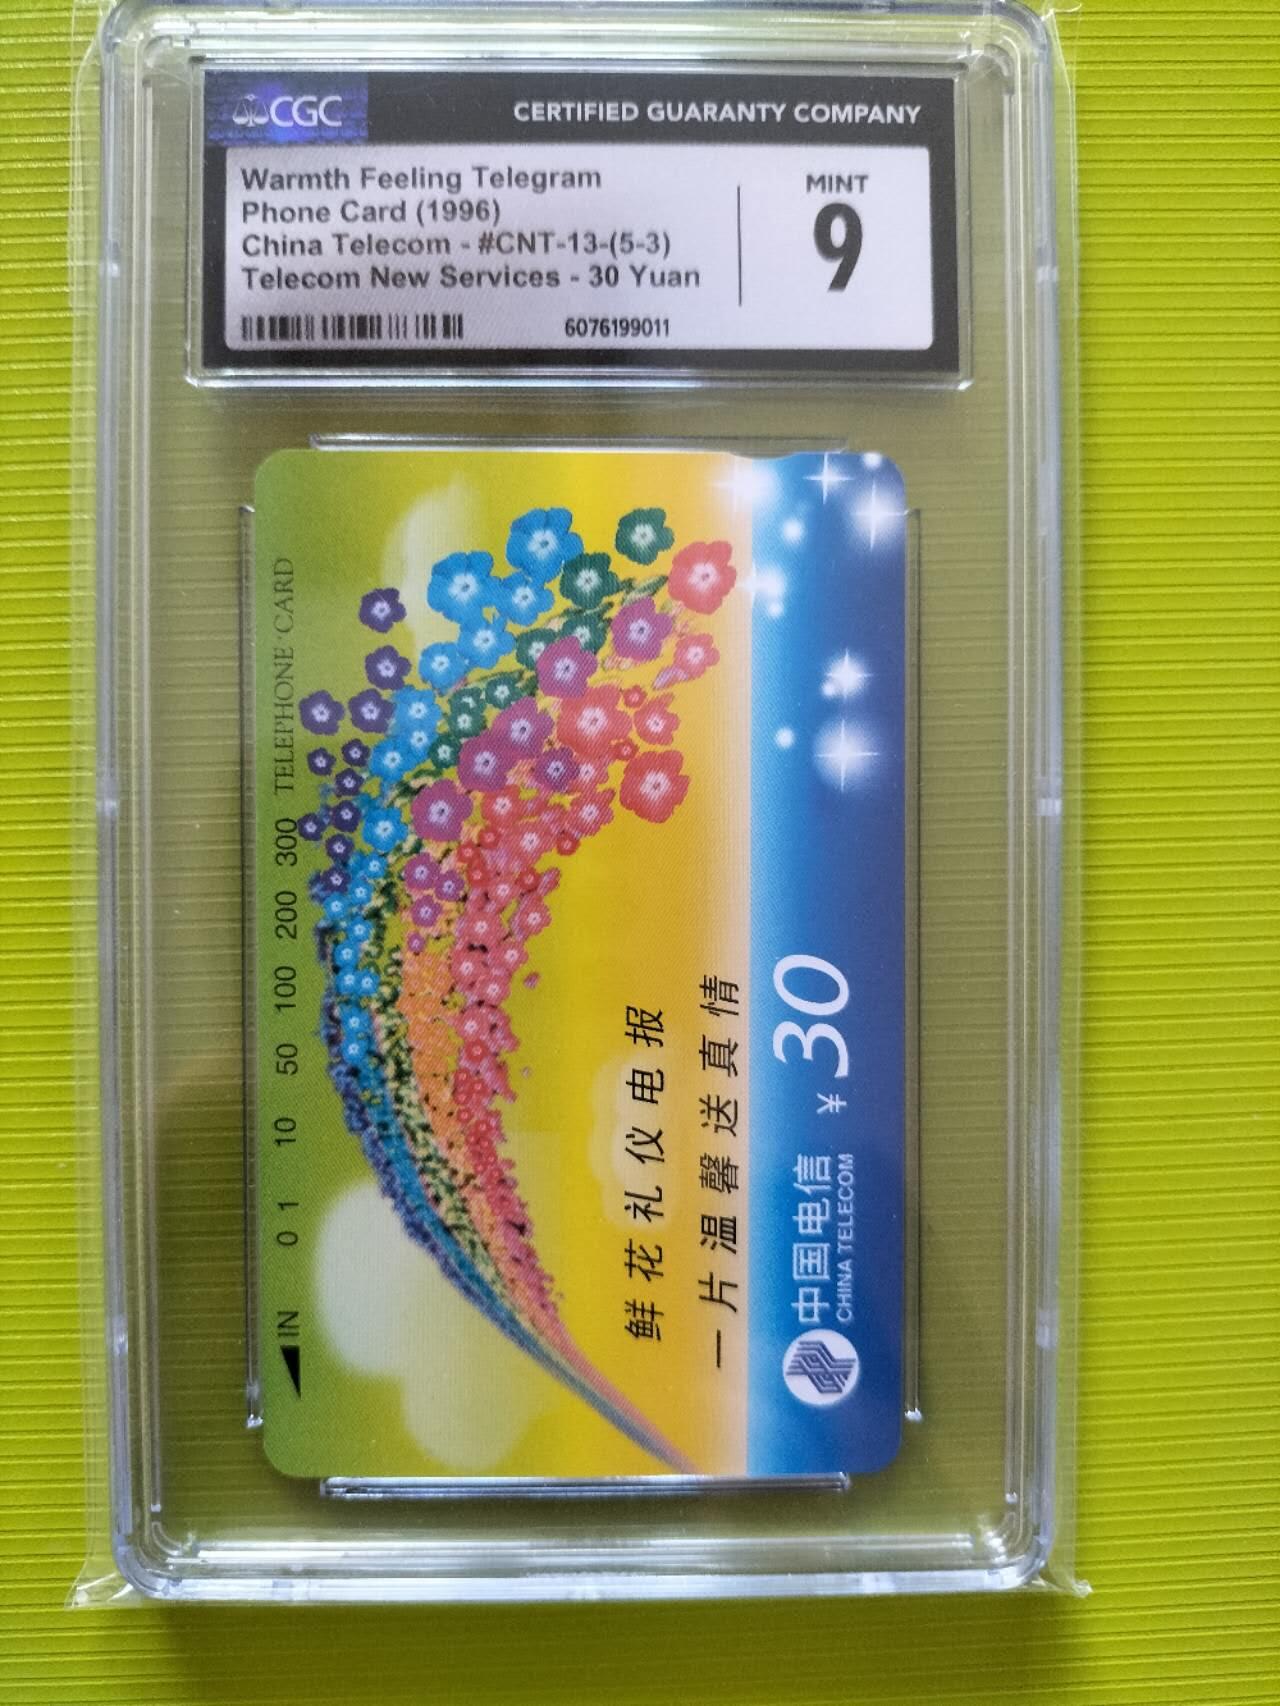 CGC
CERTIFIED GUARANTY COMPANY
Warmth Feeling Telegram
Phone Card (1996)
China Telecom - #CNT-13-(5-3)
Telecom New Services - 30 Yuan
6076199011
MINT
9
IN 0 1 10 50 100 200 300 TELEPHONE·CARD
鲜花礼仪电报
一片温馨送真情
中国电信
CHINA TELECOM
¥30